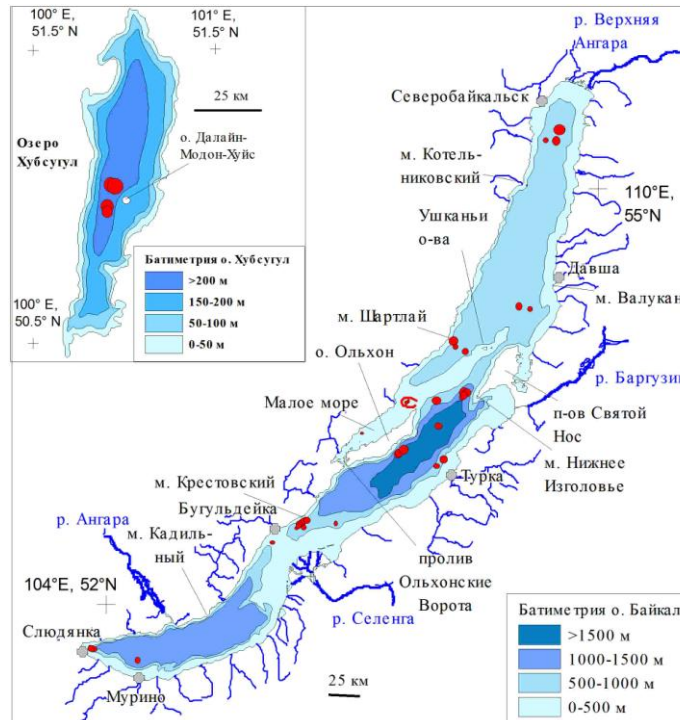 100° E,
51.5° N
101° E,
51.5° N
25 км
Озеро
Хубсугул
о. Далайн-
Модон-Хуйс
Батиметрия о. Хубсугул
>200 м
150-200 м
50-100 м
0-50 м
100° E,
50.5° N
р. Верхняя
Ангара
Северобайкальск
м. Котель-
никовский
110°E,
55°N
Ушканьи
о-ва
Давша
м. Валукан
м. Шартлай
о. Ольхон
р. Баргузин
Малое море
п-ов Святой
Нос
м. Нижнее
Изголовье
Турка
м. Крестовский
Бугульдейка
р. Ангара
м. Кадиль-
ный
пролив
Ольхонские
Ворота
104°E, 52°N
р. Селенга
Слюдянка
Мурино
25 км
Батиметрия о. Байкал
>1500 м
1000-1500 м
500-1000 м
0-500 м